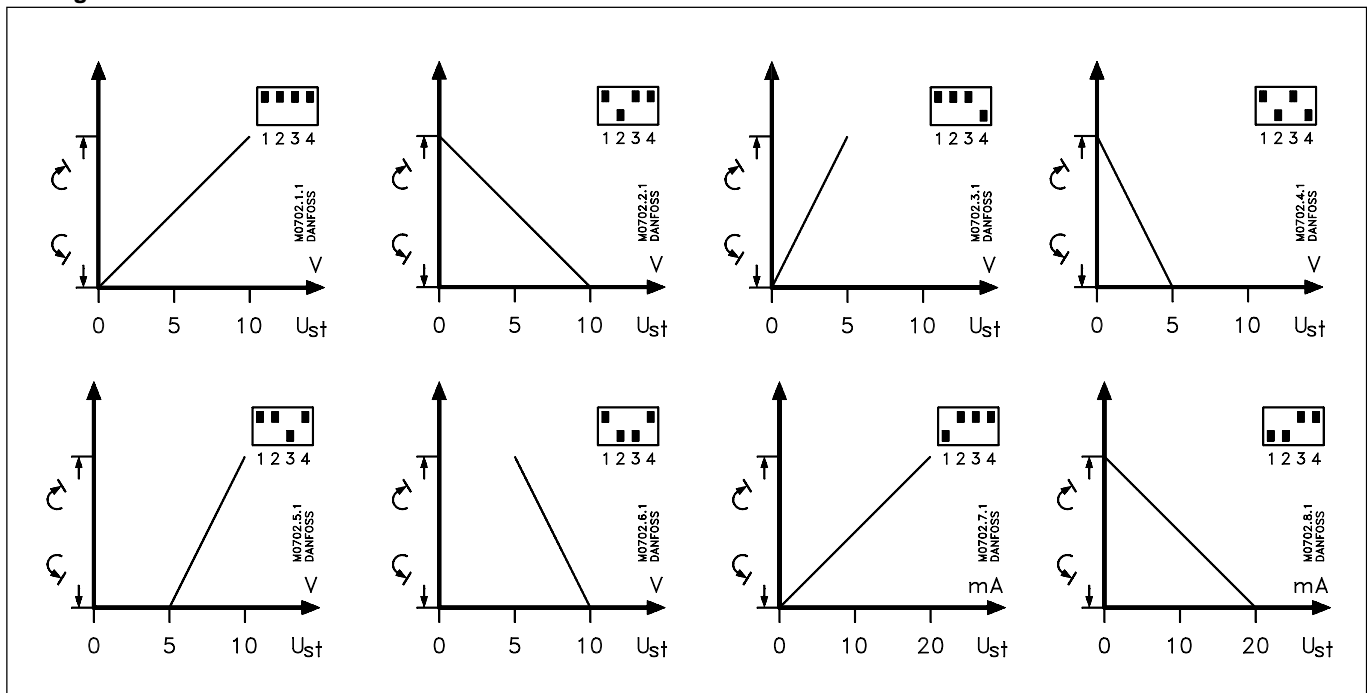 1 2 3 4
M0702.1.1
DANFOSS
V
0 5 10 Ust
1 2 3 4
M0702.2.1
DANFOSS
V
0 5 10 Ust
1 2 3 4
M0702.3.1
DANFOSS
V
0 5 10 Ust
1 2 3 4
M0702.4.1
DANFOSS
V
0 5 10 Ust
1 2 3 4
M0702.5.1
DANFOSS
V
0 5 10 Ust
1 2 3 4
M0702.6.1
DANFOSS
V
0 5 10 Ust
1 2 3 4
M0702.7.1
DANFOSS
mA
0 10 20 Ust
1 2 3 4
M0702.8.1
DANFOSS
mA
0 10 20 Ust